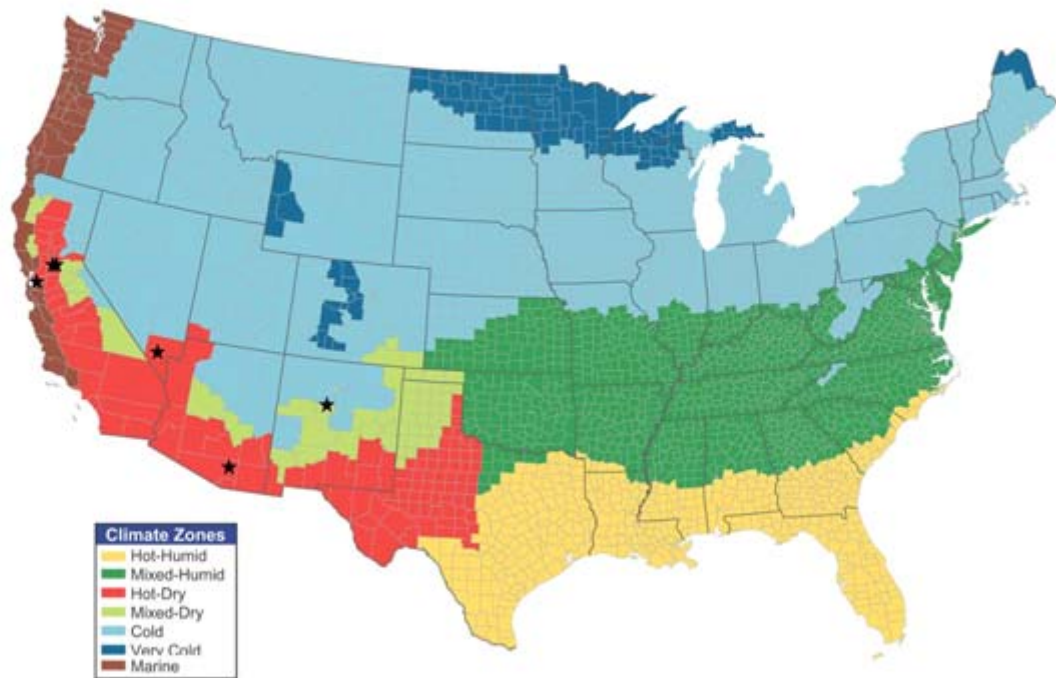 Climate Zones
Hot-Humid
Mixed-Humid
Hot-Dry
Mixed-Dry
Cold
Very Cold
Marine